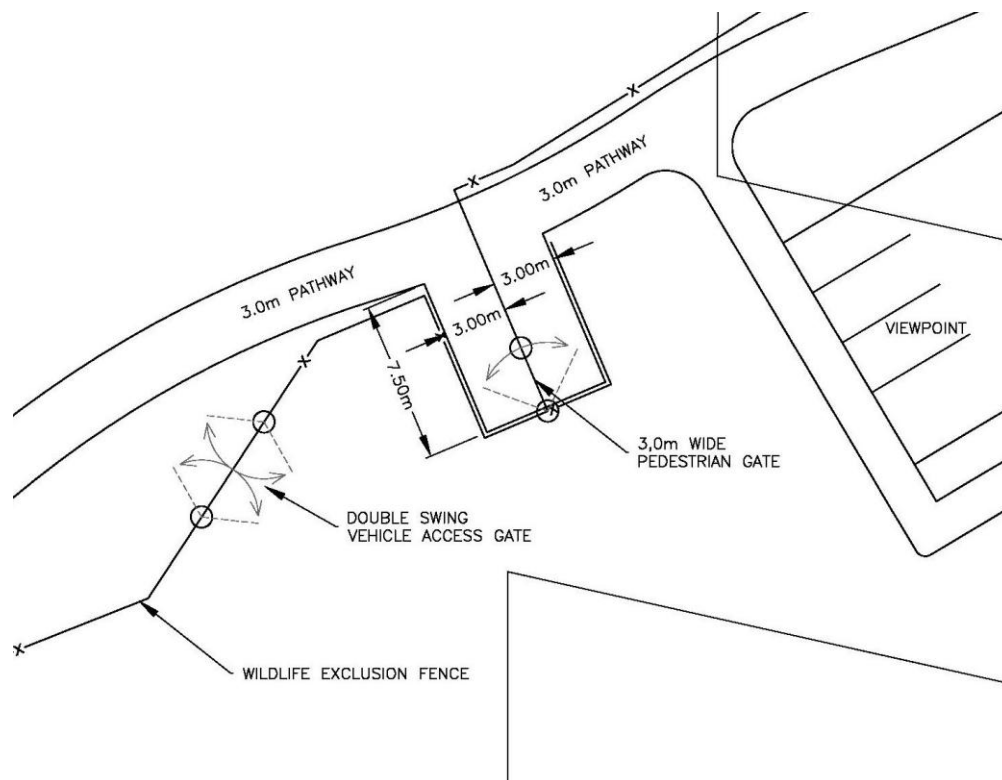 3.0m PATHWAY
3.0m PATHWAY
3.00m
3.00m
7.50m
VIEWPOINT
3,0m WIDE
PEDESTRIAN GATE
DOUBLE SWING
VEHICLE ACCESS GATE
WILDLIFE EXCLUSION FENCE